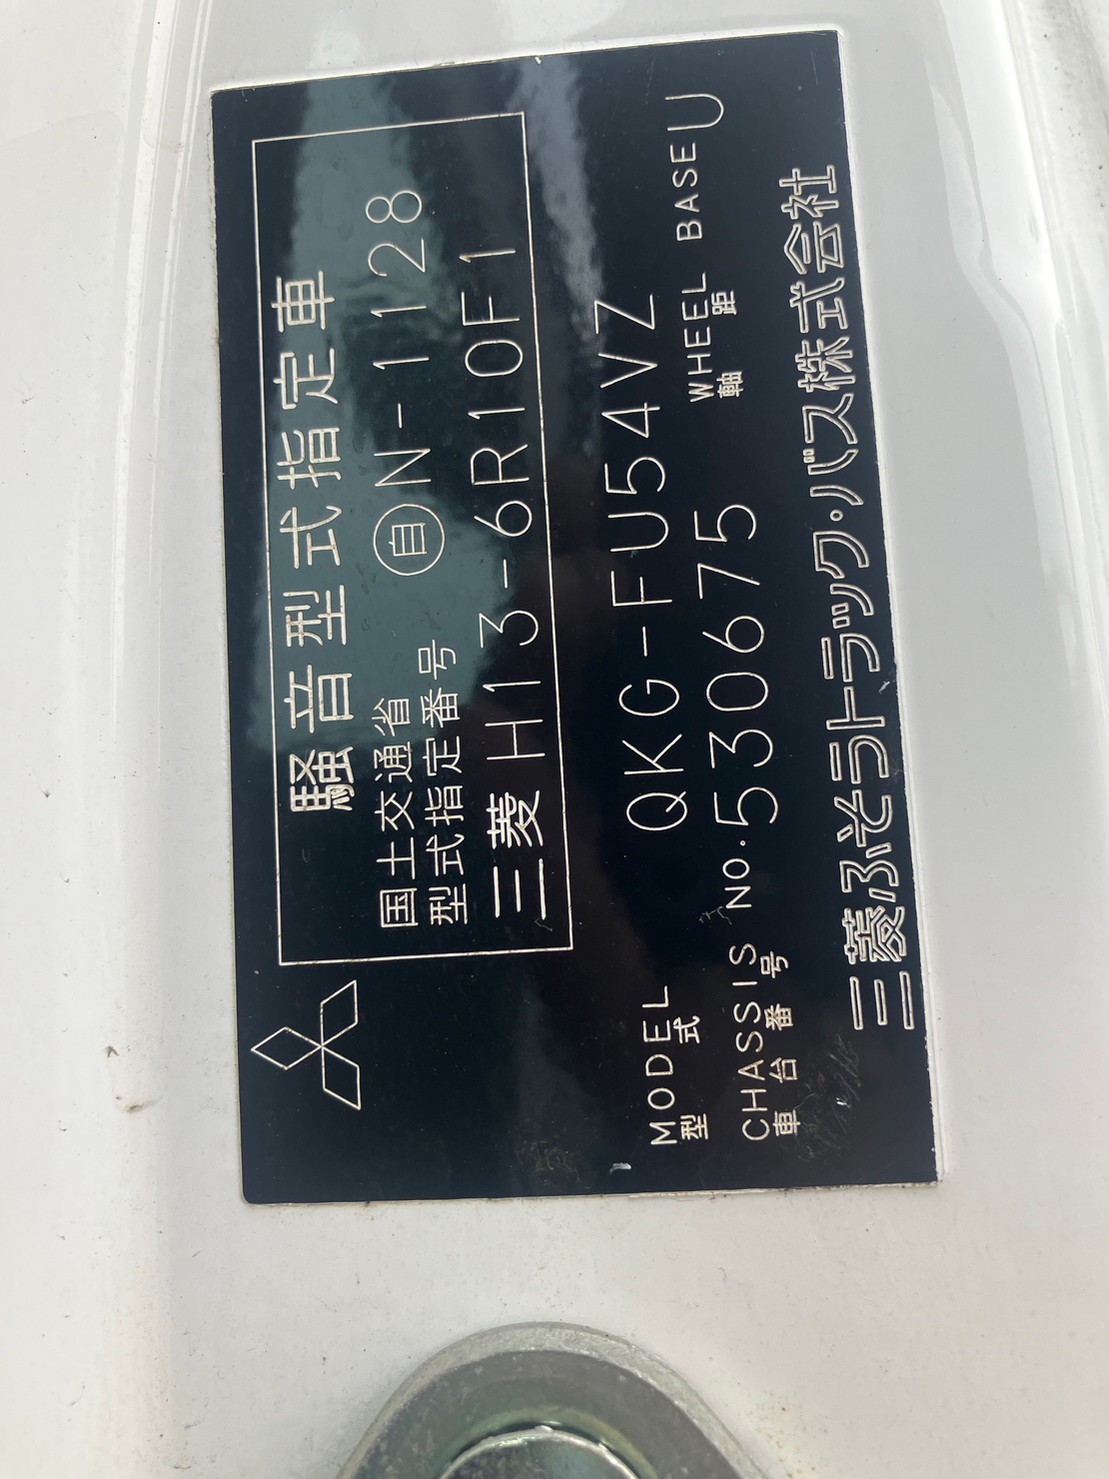 騒音型式指定車
国土交通省
型式指定番号 ㊀N-1128
三菱 H13-6R10F1
MODEL QKG-FU54VZ
型式
CHASSIS NO.530675 WHEEL BASE U
車台番号 軸距
三菱ふそうトラック・バス株式会社